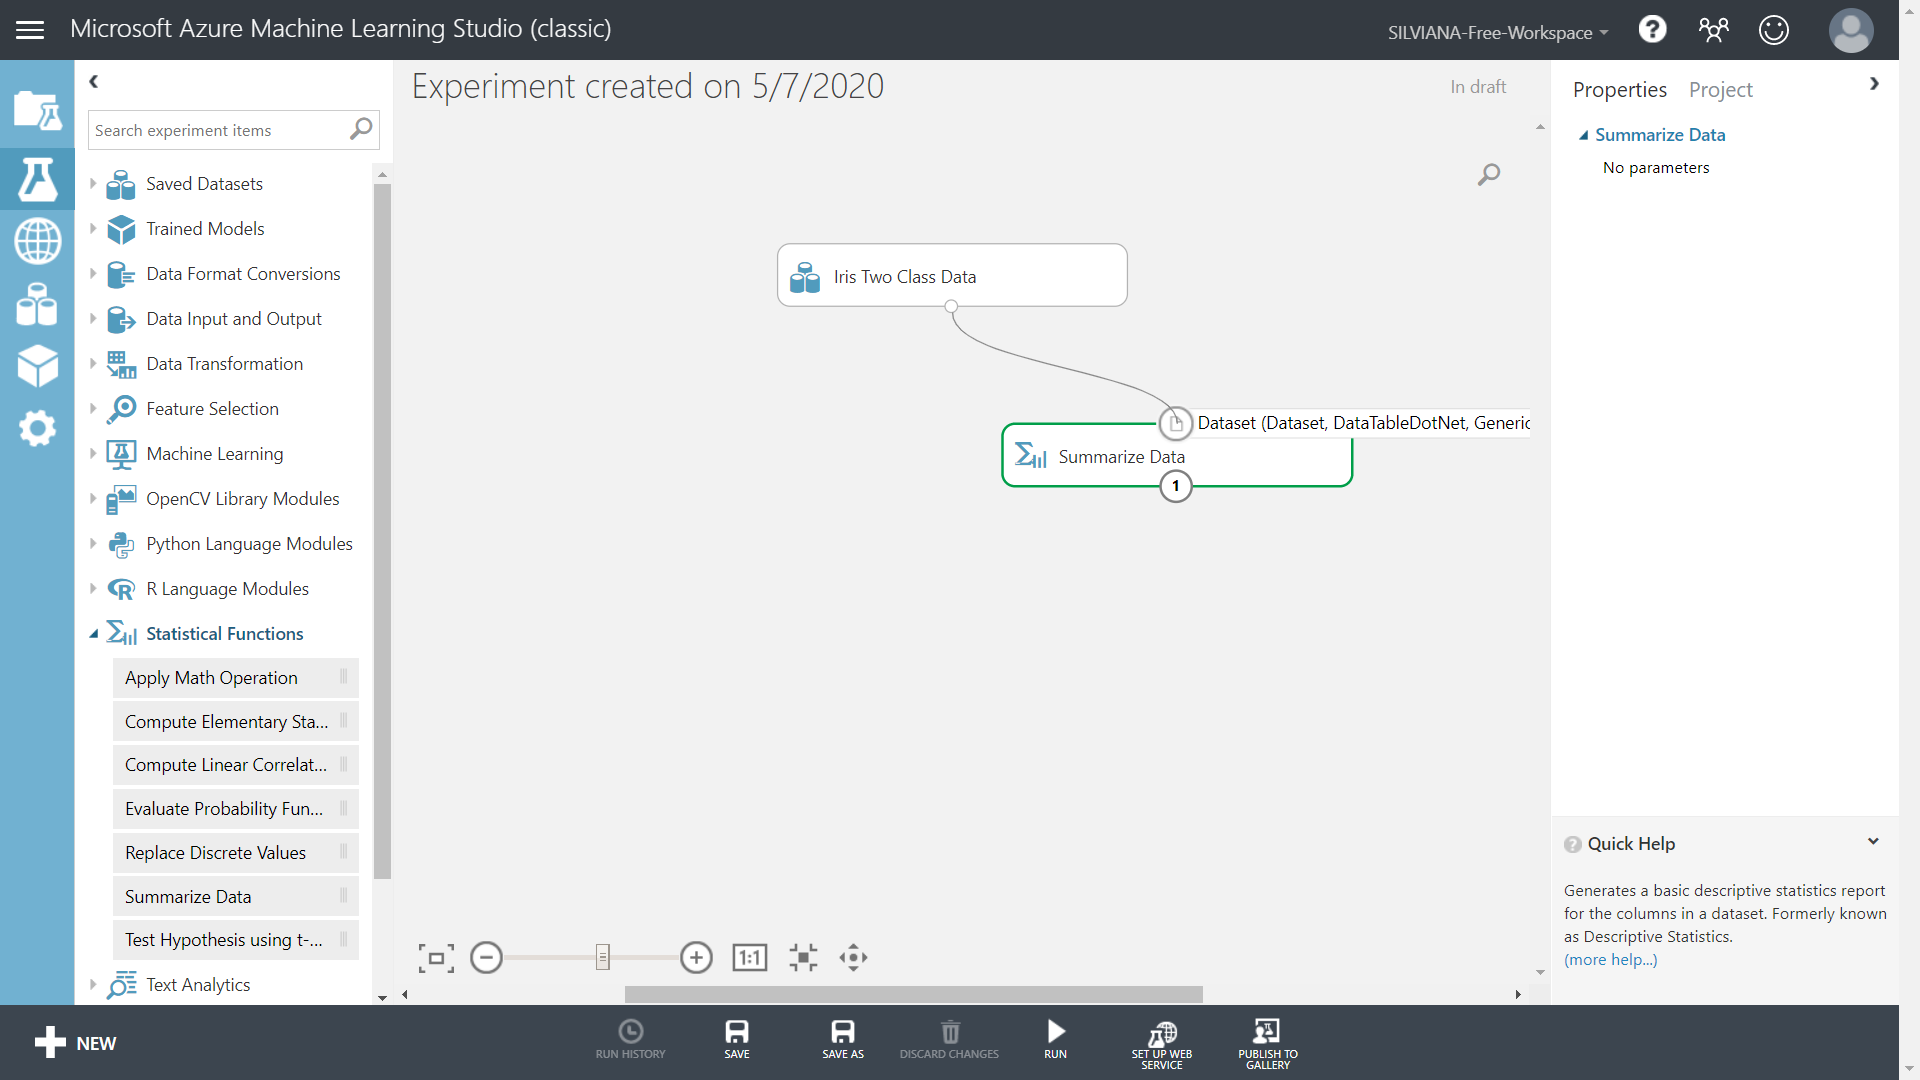 Microsoft Azure Machine Learning Studio (classic)
SILVIANA-Free-Workspace
?
Search experiment items
Saved Datasets
Trained Models
Data Format Conversions
Data Input and Output
Data Transformation
Feature Selection
Machine Learning
OpenCV Library Modules
Python Language Modules
R Language Modules
Statistical Functions
Apply Math Operation
Compute Elementary Sta...
Compute Linear Correlat...
Evaluate Probability Fun...
Replace Discrete Values
Summarize Data
Test Hypothesis using t-...
Text Analytics
Experiment created on 5/7/2020
In draft
Iris Two Class Data
Dataset (Dataset, DataTableDotNet, Generic
Summarize Data
1
1:1
Properties
Project
Summarize Data
No parameters
? Quick Help
Generates a basic descriptive statistics report
for the columns in a dataset. Formerly known
as Descriptive Statistics.
(more help...)
NEW
RUN HISTORY
SAVE
SAVE AS
DISCARD CHANGES
RUN
SET UP WEB
SERVICE
PUBLISH TO
GALLERY